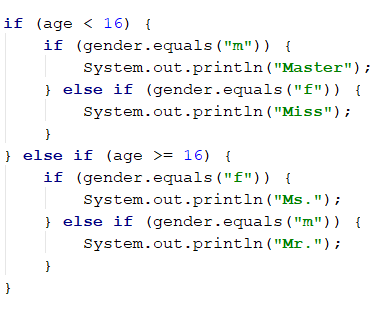 if (age < 16) {
    if (gender.equals("m")) {
        System.out.println("Master");
    } else if (gender.equals("f")) {
        System.out.println("Miss");
    }
} else if (age >= 16) {
    if (gender.equals("f")) {
        System.out.println("Ms.");
    } else if (gender.equals("m")) {
        System.out.println("Mr.");
    }
}